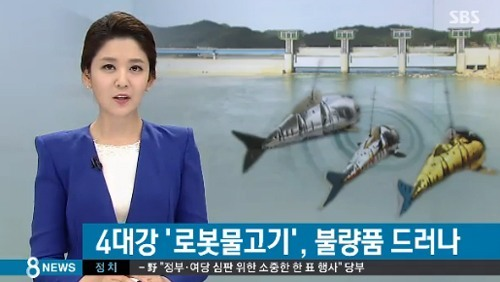 SBS
4대강 '로봇물고기', 불량품 드러나
8 NEWS
정치
– 野 "정부·여당 심판 위한 소중한 한 표 행사" 당부